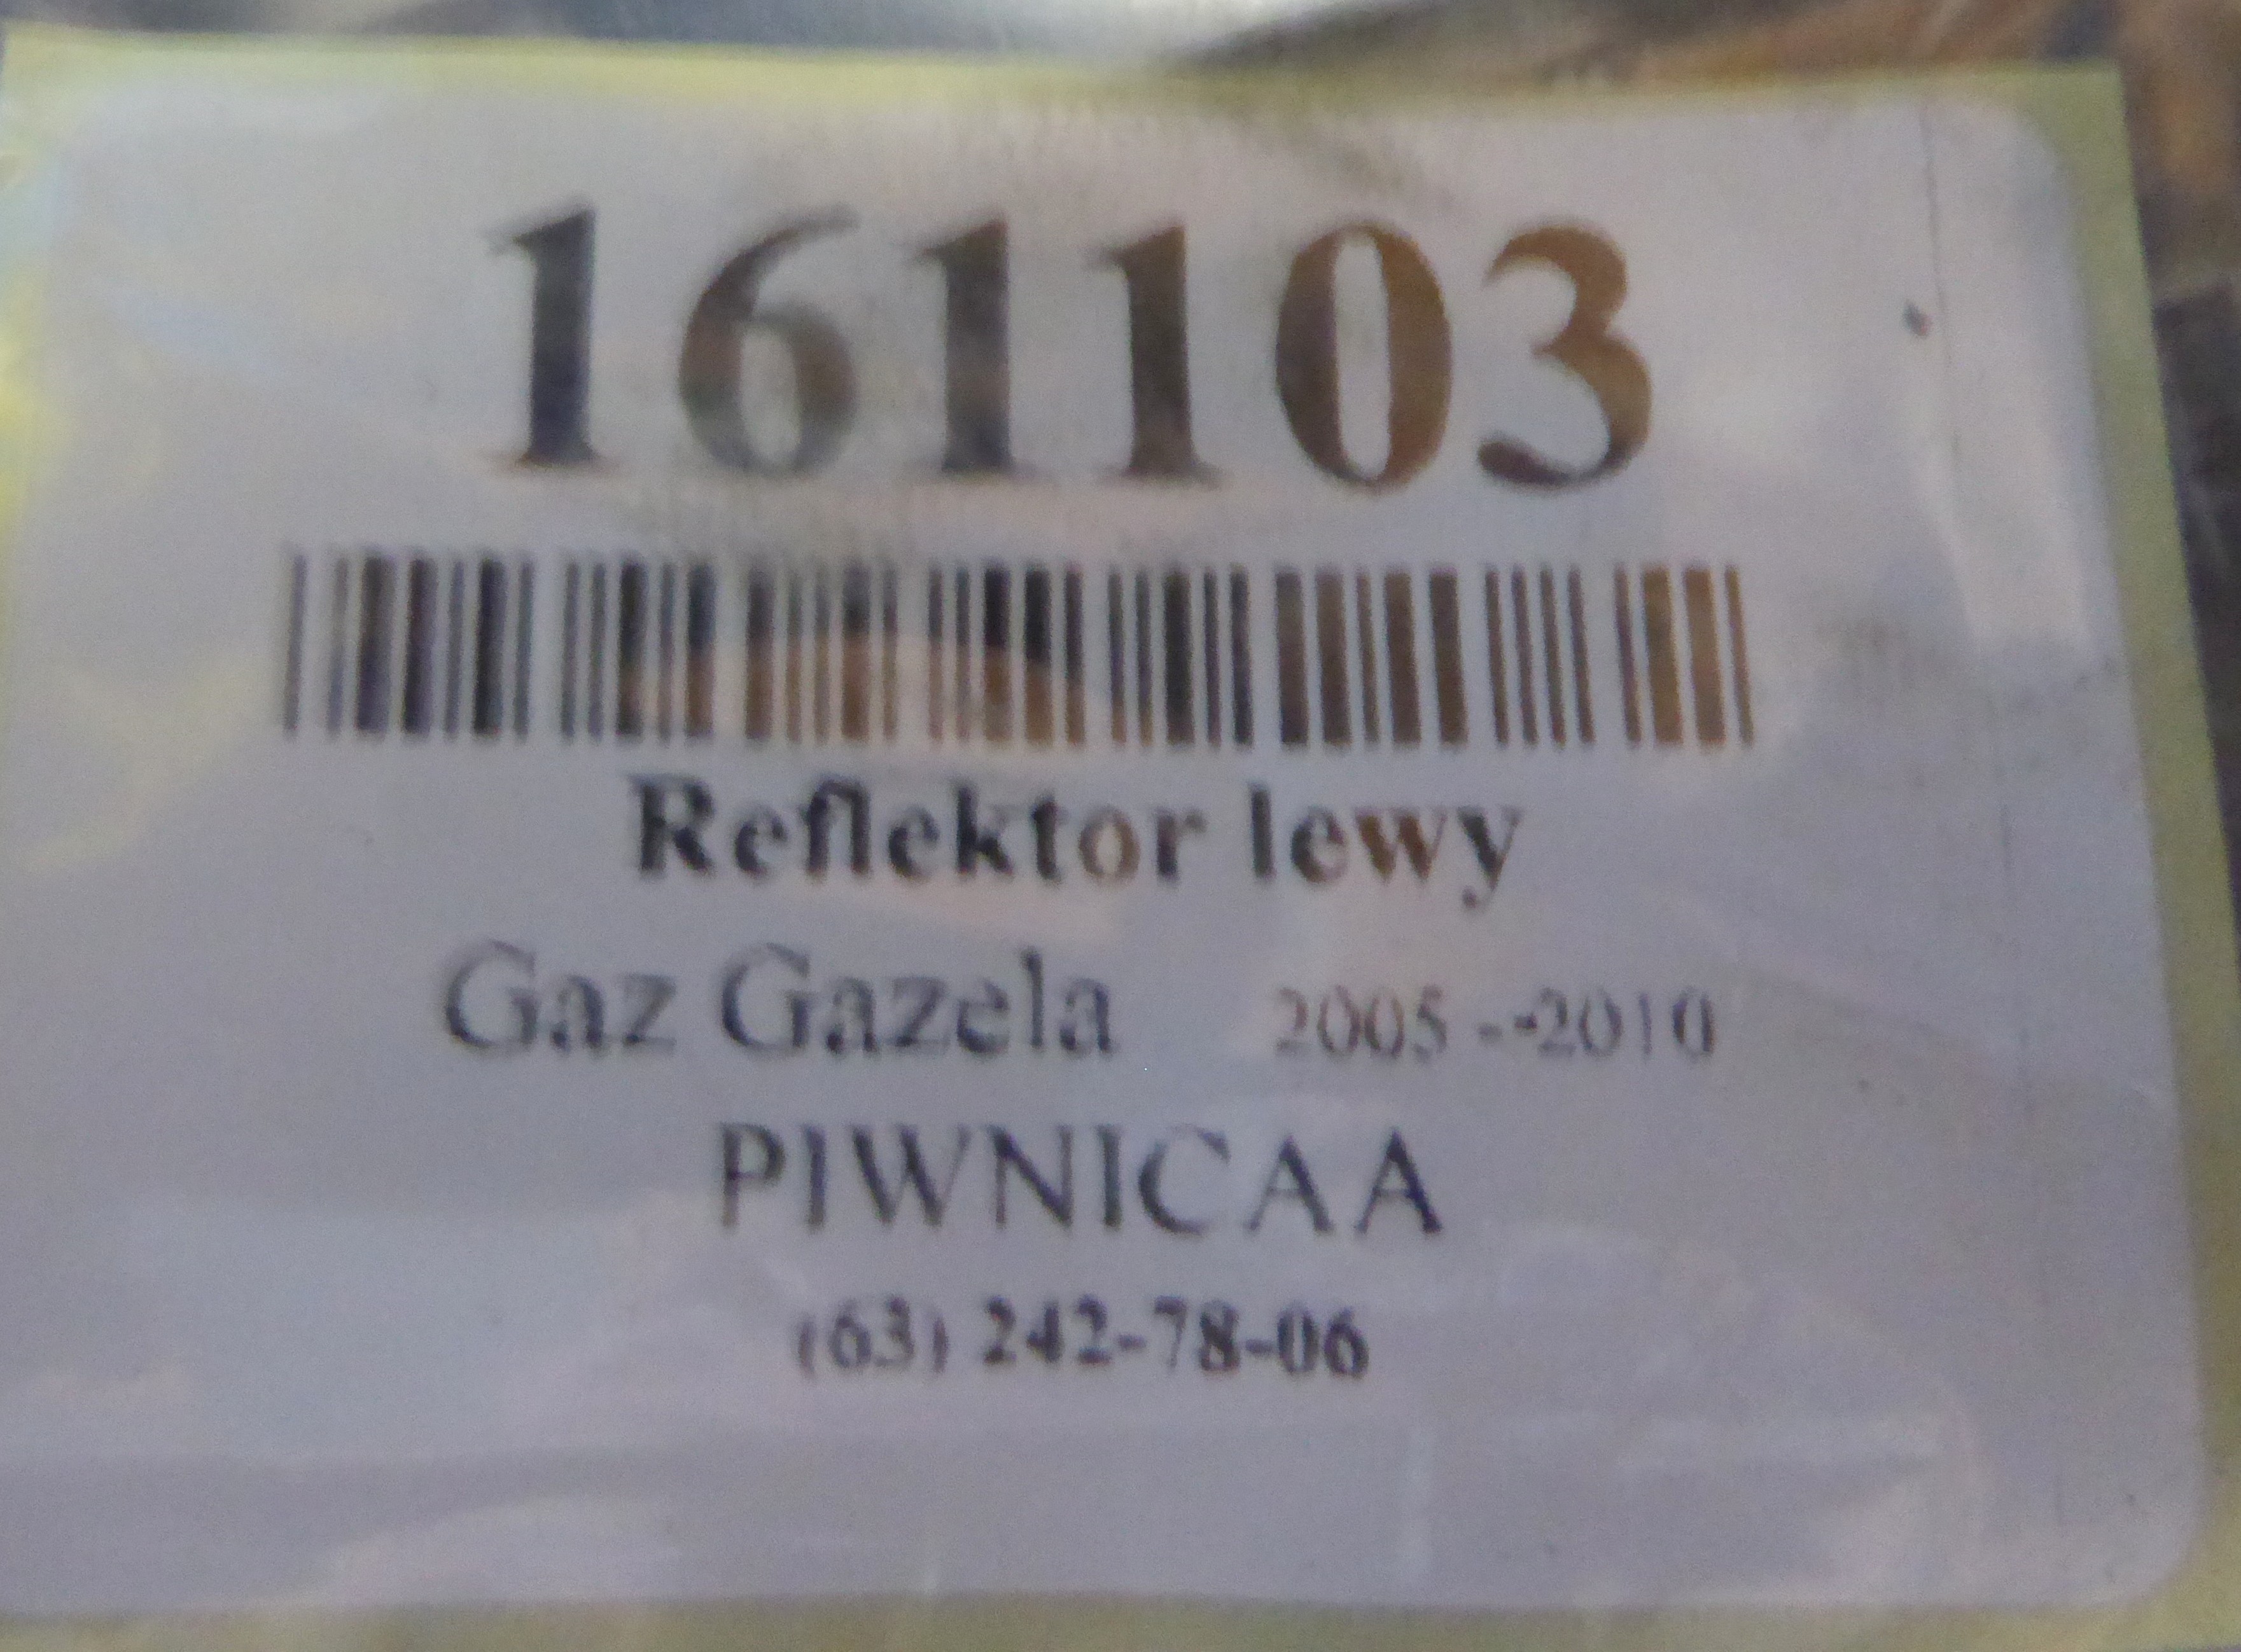 161103
Reflektor lewy
Gaz Gazela 2005 --2010
PIWNICAA
(63) 242-78-06